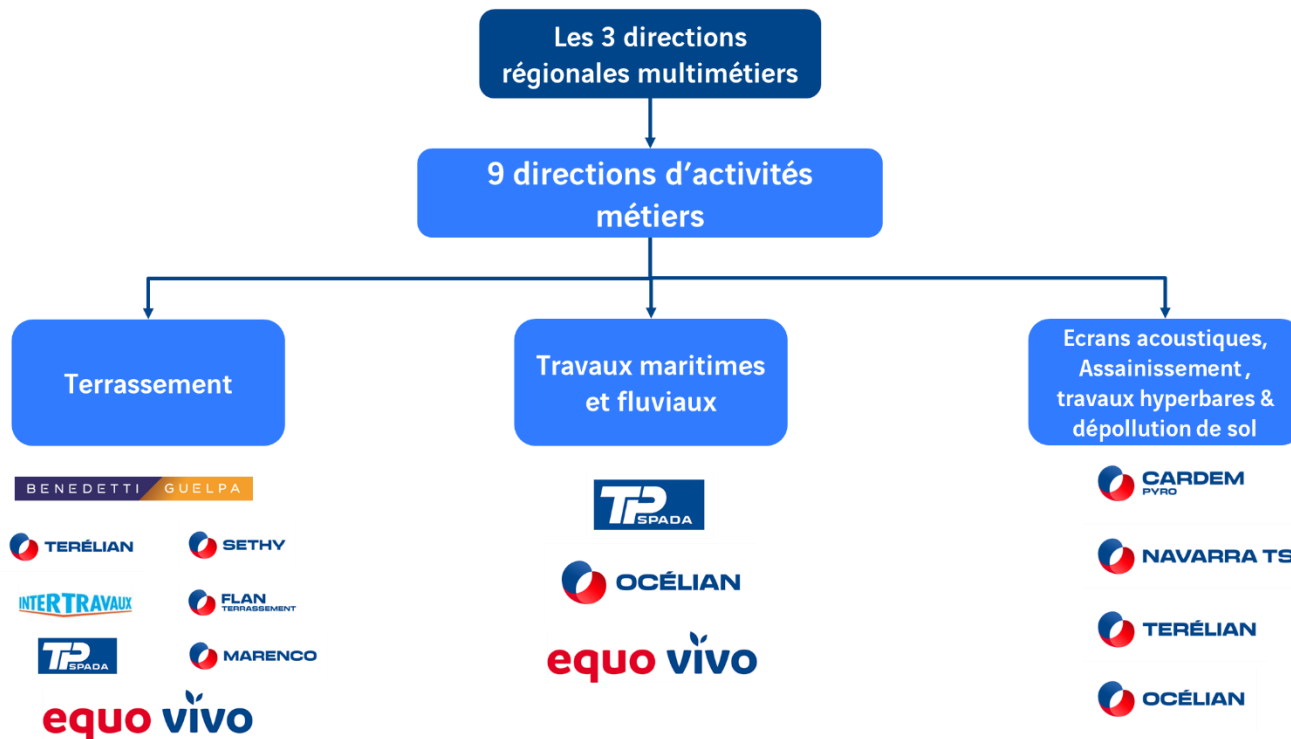 Les 3 directions
régionales multimétiers
9 directions d'activités
métiers
Terrassement
Travaux maritimes
et fluviaux
Ecrans acoustiques,
Assainissement ,
travaux hyperbares &
dépollution de sol
BENEDETTI GUELPA
TERÉLIAN
SETHY
INTERTRAVAUX
FLAN
TERRASSEMENT
TP SPADA
MARENCO
equo vivo
TP SPADA
OCÉLIAN
equo vivo
CARDEM
PYRO
NAVARRA TS
TERÉLIAN
OCÉLIAN